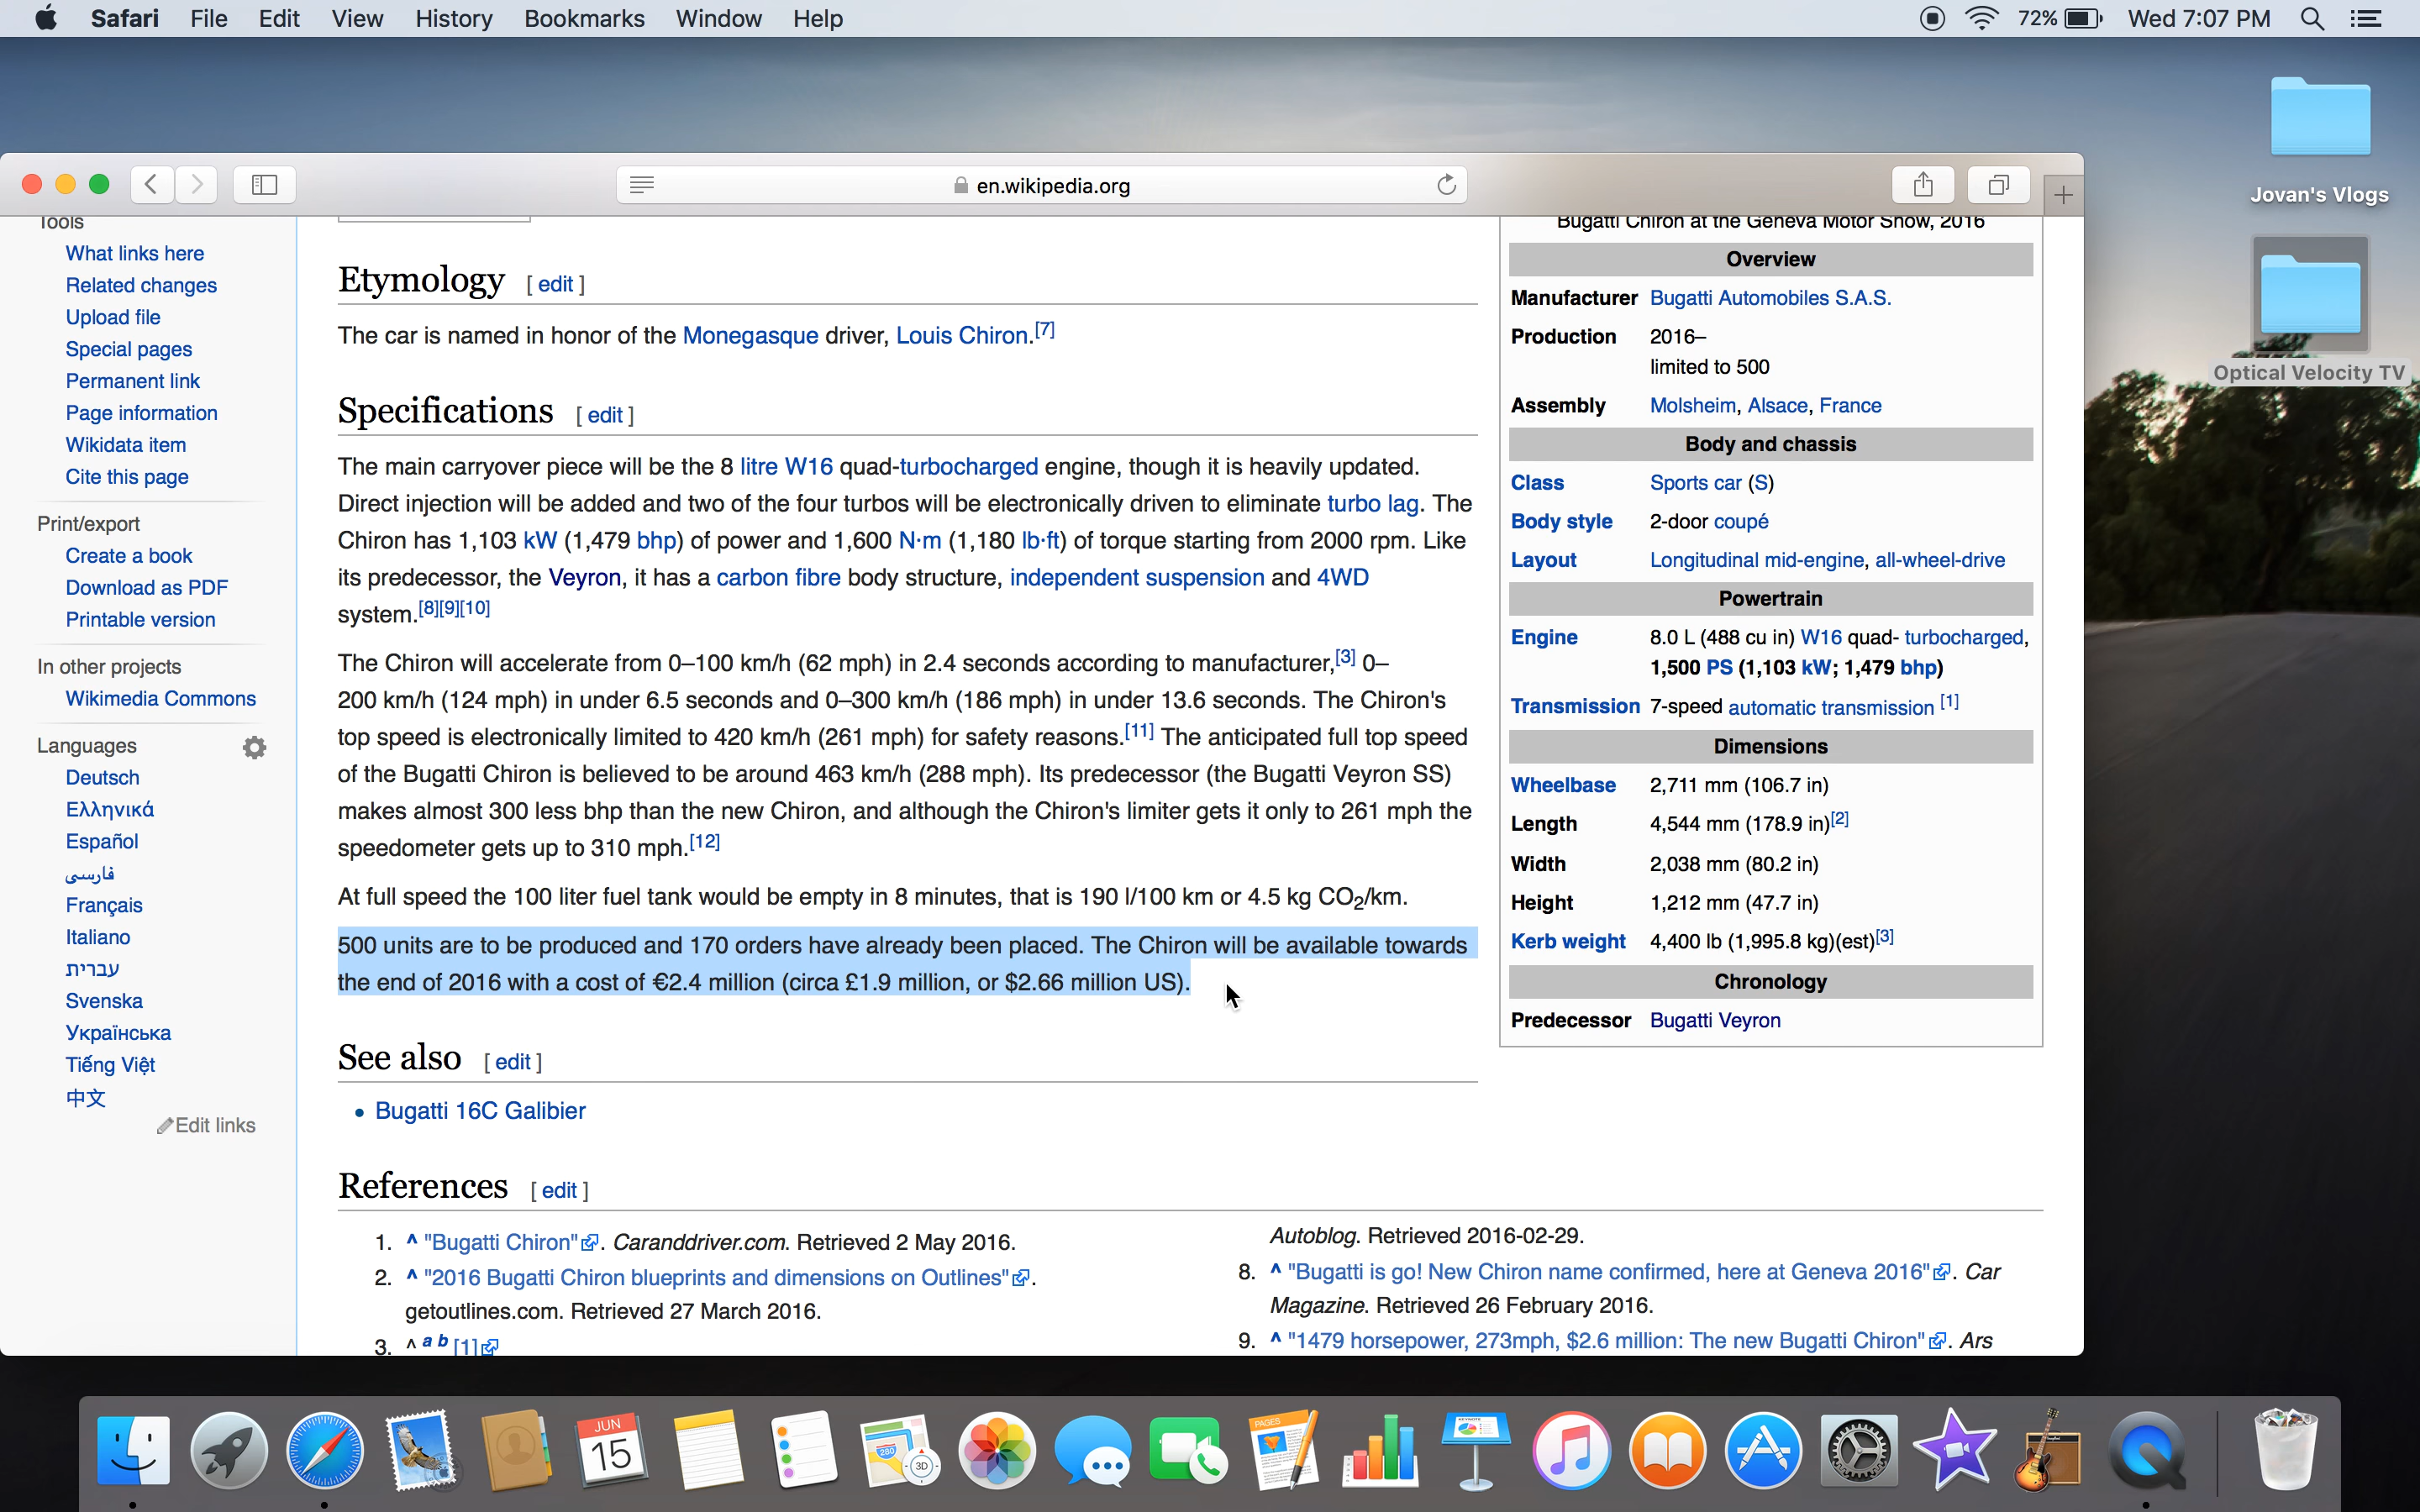 Safari File Edit View History Bookmarks Window Help 72% Wed 7:07 PM
Jovan's Vlogs
Optical Velocity TV
en.wikipedia.org
Tools
What links here
Related changes
Upload file
Special pages
Permanent link
Page information
Wikidata item
Cite this page
Print/export
Create a book
Download as PDF
Printable version
In other projects
Wikimedia Commons
Languages
Deutsch
Ελληνικά
Español
فارسی
Français
Italiano
עברית
Svenska
Українська
Tiếng Việt
中文
Edit links
Etymology [ edit ]
The car is named in honor of the Monegasque driver, Louis Chiron.[7]
Specifications [ edit ]
The main carryover piece will be the 8 litre W16 quad-turbocharged engine, though it is heavily updated.
Direct injection will be added and two of the four turbos will be electronically driven to eliminate turbo lag. The
Chiron has 1,103 kW (1,479 bhp) of power and 1,600 N·m (1,180 lb·ft) of torque starting from 2000 rpm. Like
its predecessor, the Veyron, it has a carbon fibre body structure, independent suspension and 4WD
system.[8][9][10]
The Chiron will accelerate from 0–100 km/h (62 mph) in 2.4 seconds according to manufacturer,[3] 0–
200 km/h (124 mph) in under 6.5 seconds and 0–300 km/h (186 mph) in under 13.6 seconds. The Chiron's
top speed is electronically limited to 420 km/h (261 mph) for safety reasons.[11] The anticipated full top speed
of the Bugatti Chiron is believed to be around 463 km/h (288 mph). Its predecessor (the Bugatti Veyron SS)
makes almost 300 less bhp than the new Chiron, and although the Chiron's limiter gets it only to 261 mph the
speedometer gets up to 310 mph.[12]
At full speed the 100 liter fuel tank would be empty in 8 minutes, that is 190 l/100 km or 4.5 kg CO2/km.
500 units are to be produced and 170 orders have already been placed. The Chiron will be available towards
the end of 2016 with a cost of €2.4 million (circa £1.9 million, or $2.66 million US).
See also [ edit ]
• Bugatti 16C Galibier
References [ edit ]
1. ^ "Bugatti Chiron". Caranddriver.com. Retrieved 2 May 2016.
2. ^ "2016 Bugatti Chiron blueprints and dimensions on Outlines".
getoutlines.com. Retrieved 27 March 2016.
3. ^ a b [1]
Autoblog. Retrieved 2016-02-29.
8. ^ "Bugatti is go! New Chiron name confirmed, here at Geneva 2016". Car
Magazine. Retrieved 26 February 2016.
9. ^ "1479 horsepower, 273mph, $2.6 million: The new Bugatti Chiron". Ars
Bugatti Chiron at the Geneva Motor Show, 2016
Overview
Manufacturer Bugatti Automobiles S.A.S.
Production 2016–
limited to 500
Assembly Molsheim, Alsace, France
Body and chassis
Class Sports car (S)
Body style 2-door coupé
Layout Longitudinal mid-engine, all-wheel-drive
Powertrain
Engine 8.0 L (488 cu in) W16 quad- turbocharged,
1,500 PS (1,103 kW; 1,479 bhp)
Transmission 7-speed automatic transmission [1]
Dimensions
Wheelbase 2,711 mm (106.7 in)
Length 4,544 mm (178.9 in)[2]
Width 2,038 mm (80.2 in)
Height 1,212 mm (47.7 in)
Kerb weight 4,400 lb (1,995.8 kg)(est)[3]
Chronology
Predecessor Bugatti Veyron
JUN
15
280
3D
PAGES